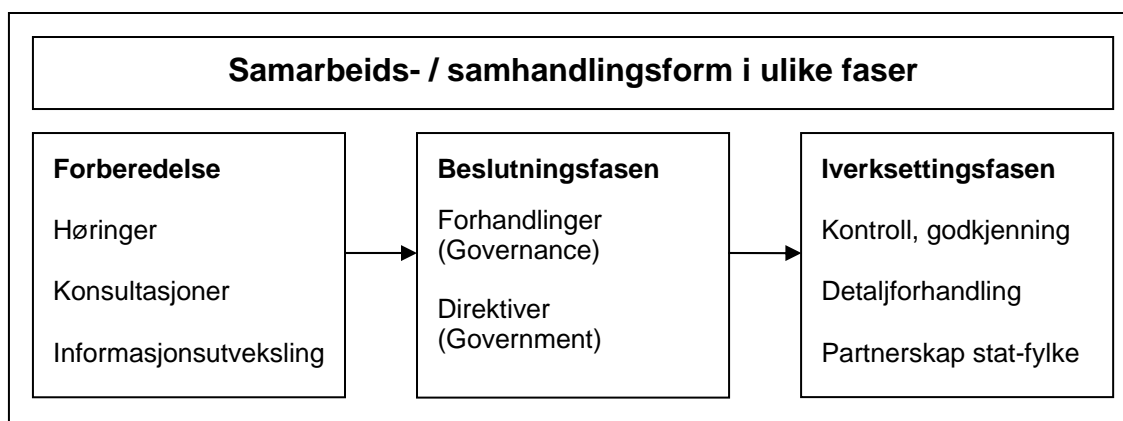 Samarbeids- / samhandlingsform i ulike faser
Forberedelse
Høringer
Konsultasjoner
Informasjonsutveksling
Beslutningsfasen
Forhandlinger
(Governance)
Direktiver
(Government)
Iverksettingsfasen
Kontroll, godkjenning
Detaljforhandling
Partnerskap stat-fylke